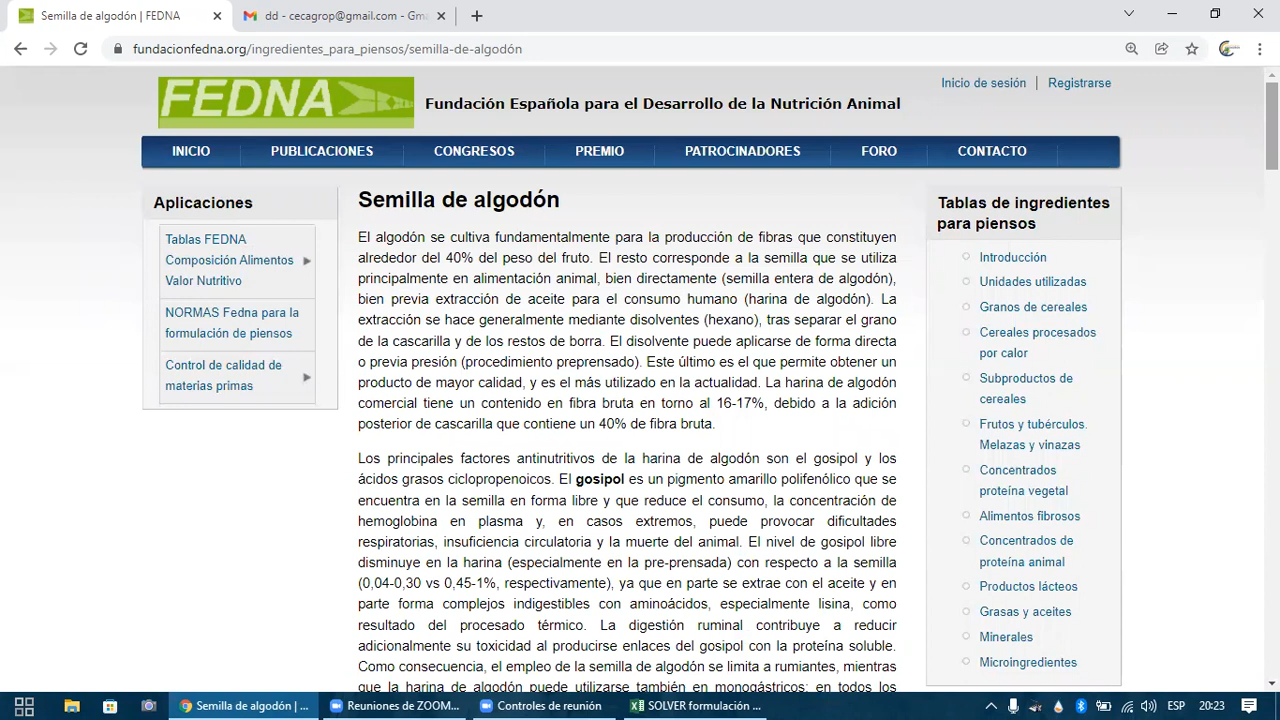 Semilla de algodón | FEDNA
dd - cecagrop@gmail.com - Gm
fundacionfedna.org/ingredientes_para_piensos/semilla-de-algodón
FEDNA
Fundación Española para el Desarrollo de la Nutrición Animal
Inicio de sesión | Registrarse
INICIO PUBLICACIONES CONGRESOS PREMIO PATROCINADORES FORO CONTACTO
Aplicaciones
Tablas FEDNA
Composición Alimentos
Valor Nutritivo
NORMAS Fedna para la
formulación de piensos
Control de calidad de
materias primas
Semilla de algodón
El algodón se cultiva fundamentalmente para la producción de fibras que constituyen
alrededor del 40% del peso del fruto. El resto corresponde a la semilla que se utiliza
principalmente en alimentación animal, bien directamente (semilla entera de algodón),
bien previa extracción de aceite para el consumo humano (harina de algodón). La
extracción se hace generalmente mediante disolventes (hexano), tras separar el grano
de la cascarilla y de los restos de borra. El disolvente puede aplicarse de forma directa
o previa presión (procedimiento preprensado). Este último es el que permite obtener un
producto de mayor calidad, y es el más utilizado en la actualidad. La harina de algodón
comercial tiene un contenido en fibra bruta en torno al 16-17%, debido a la adición
posterior de cascarilla que contiene un 40% de fibra bruta.
Los principales factores antinutritivos de la harina de algodón son el gosipol y los
ácidos grasos ciclopropenoicos. El gosipol es un pigmento amarillo polifenólico que se
encuentra en la semilla en forma libre y que reduce el consumo, la concentración de
hemoglobina en plasma y, en casos extremos, puede provocar dificultades
respiratorias, insuficiencia circulatoria y la muerte del animal. El nivel de gosipol libre
disminuye en la harina (especialmente en la pre-prensada) con respecto a la semilla
(0,04-0,30 vs 0,45-1%, respectivamente), ya que en parte se extrae con el aceite y en
parte forma complejos indigestibles con aminoácidos, especialmente lisina, como
resultado del procesado térmico. La digestión ruminal contribuye a reducir
adicionalmente su toxicidad al producirse enlaces del gosipol con la proteína soluble.
Como consecuencia, el empleo de la semilla de algodón se limita a rumiantes, mientras
que la harina de algodón puede utilizarse también en monogástricos; en todos los
Tablas de ingredientes
para piensos
Introducción
Unidades utilizadas
Granos de cereales
Cereales procesados
por calor
Subproductos de
cereales
Frutos y tubérculos.
Melazas y vinazas
Concentrados
proteína vegetal
Alimentos fibrosos
Concentrados de
proteína animal
Productos lácteos
Grasas y aceites
Minerales
Microingredientes
Semilla de algodón | ...
Reuniones de ZOOM...
Controles de reunión
SOLVER formulación ...
ESP
20:23